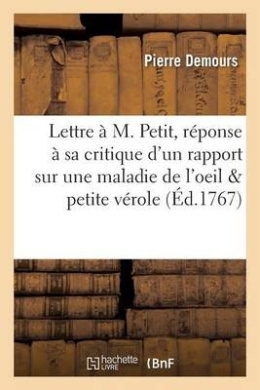 Pierre Demours
Lettre à M. Petit, réponse
à sa critique d'un rapport
sur une maladie de l'oeil &
petite vérole (Éd.1767)
hachette
LIVRE
{BnF